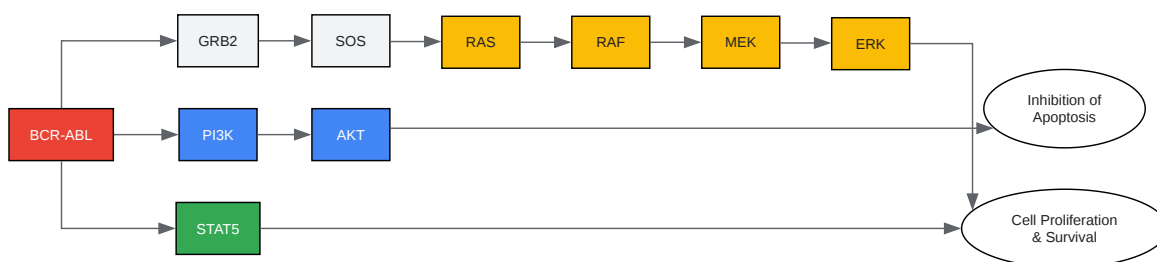 GRB2
SOS
RAS
RAF
MEK
ERK
Inhibition of
Apoptosis
BCR-ABL
PI3K
AKT
STAT5
Cell Proliferation
& Survival